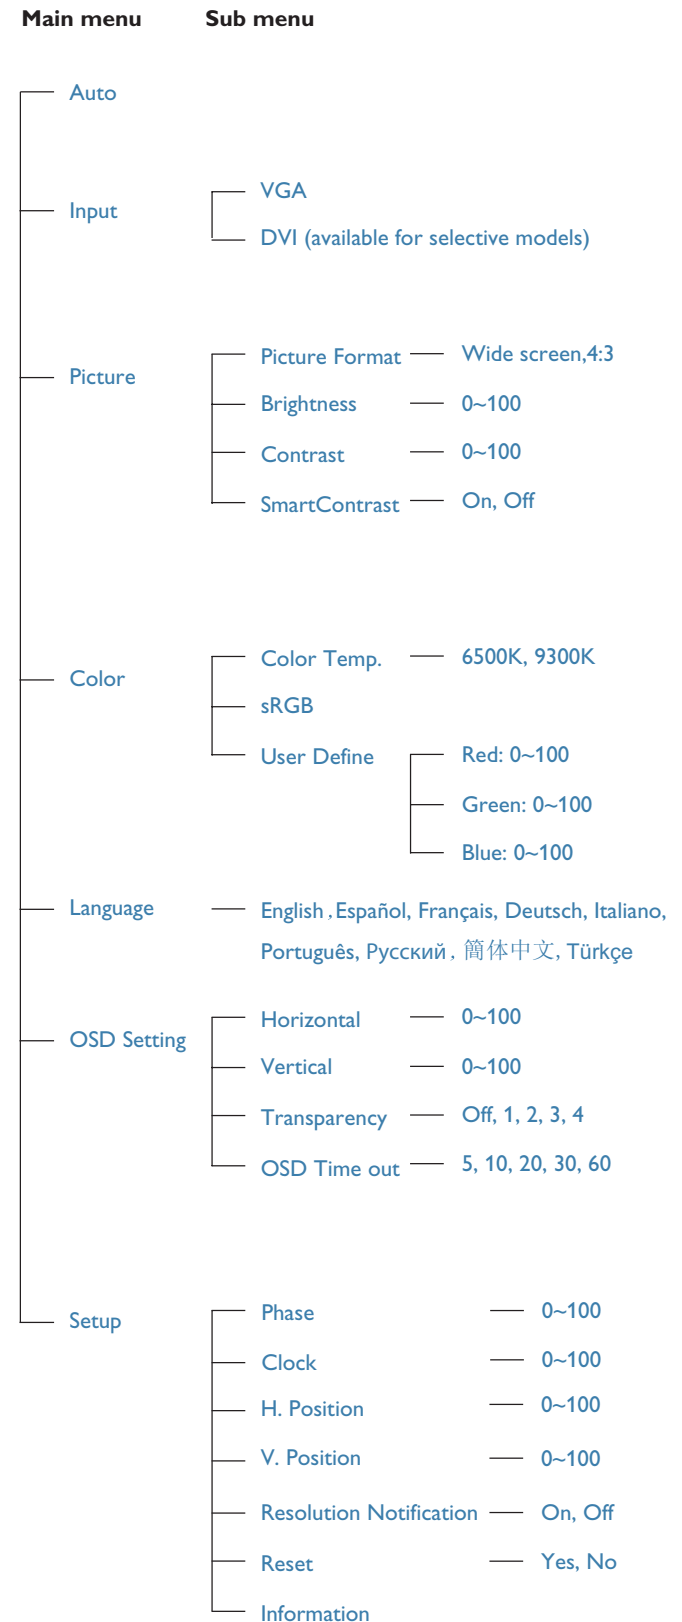 Main menu Sub menu
Auto
Input
VGA
DVI (available for selective models)
Picture
Picture Format Wide screen,4:3
Brightness 0~100
Contrast 0~100
SmartContrast On, Off
Color
Color Temp. 6500K, 9300K
sRGB
User Define Red: 0~100
Green: 0~100
Blue: 0~100
Language English,Español, Français, Deutsch, Italiano,
Português, Русский, 簡体中文, Türkçe
OSD Setting
Horizontal 0~100
Vertical 0~100
Transparency Off, 1, 2, 3, 4
OSD Time out 5, 10, 20, 30, 60
Setup
Phase 0~100
Clock 0~100
H. Position 0~100
V. Position 0~100
Resolution Notification On, Off
Reset Yes, No
Information